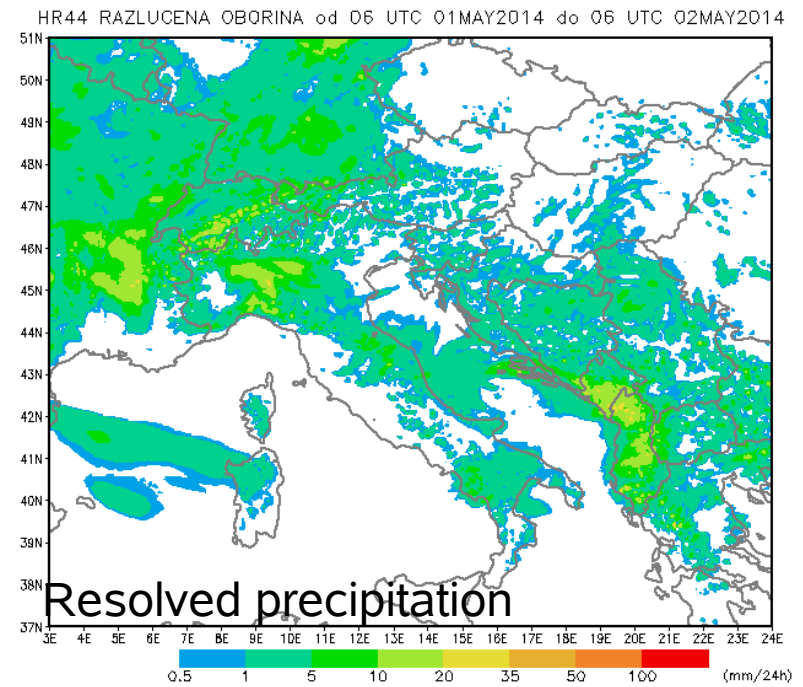 HR44 RAZLUCENA OBORINA od 06 UTC 01MAY2014 do 06 UTC 02MAY2014
51N
50N
49N
48N
47N
46N
45N
44N
43N
42N
41N
40N
39N
38N
Resolved precipitation
37N
3E 4E 5E 6E 7E 8E 9E 10E 11E 12E 13E 14E 15E 16E 17E 18E 19E 20E 21E 22E 23E 24E
0.5 1 5 10 20 35 50 100 (mm/24h)